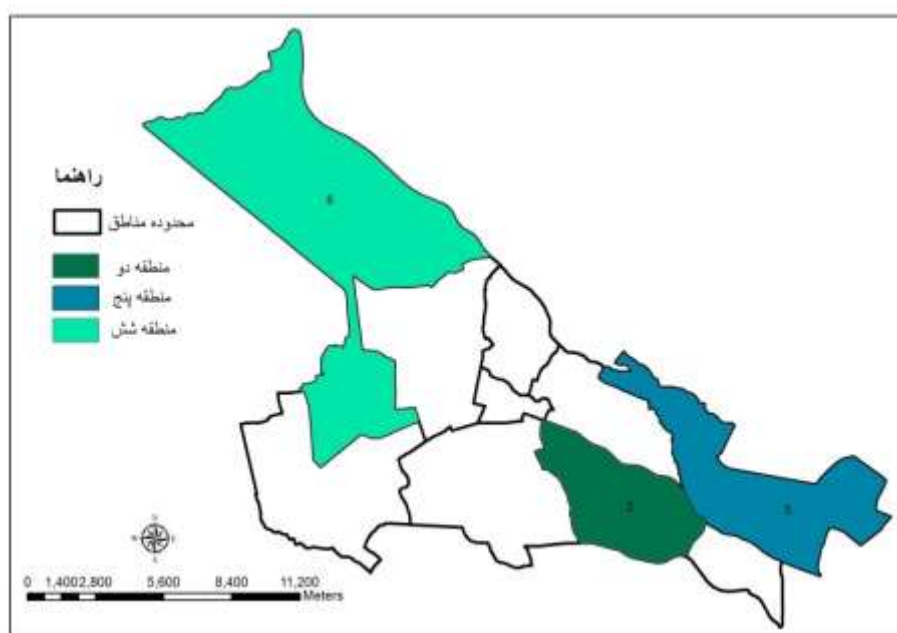 راهنما
محدوده مناطق
منطقه دو
منطقه پنج
منطقه شش
6
2
5
N
W E
S
0 1,400 2,800 5,600 8,400 11,200
Meters